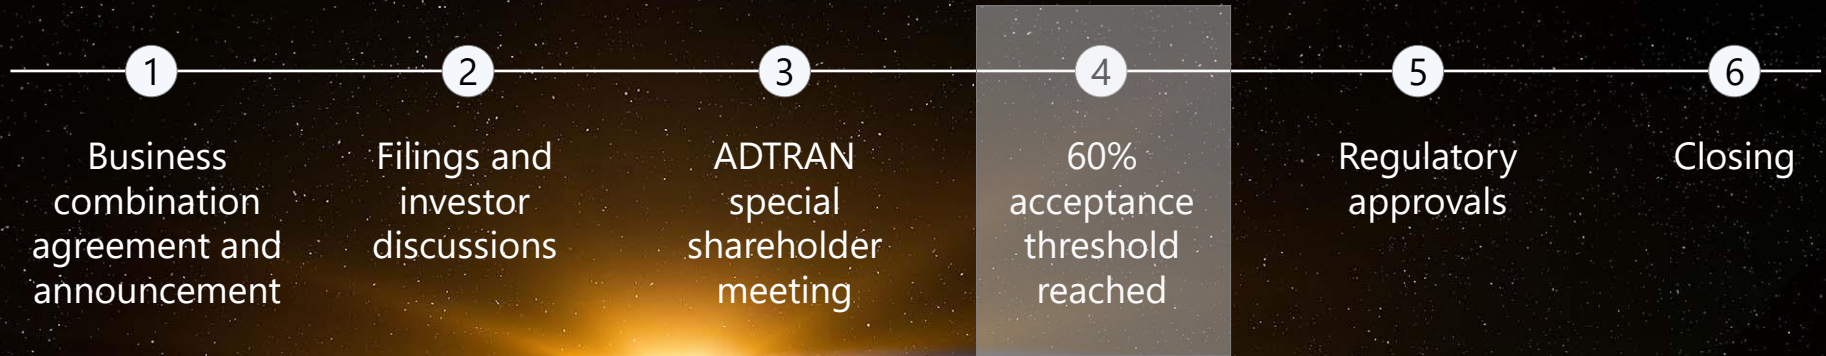 1
Business
combination
agreement and
announcement
2
Filings and
investor
discussions
3
ADTRAN
special
shareholder
meeting
4
60%
acceptance
threshold
reached
5
Regulatory
approvals
6
Closing